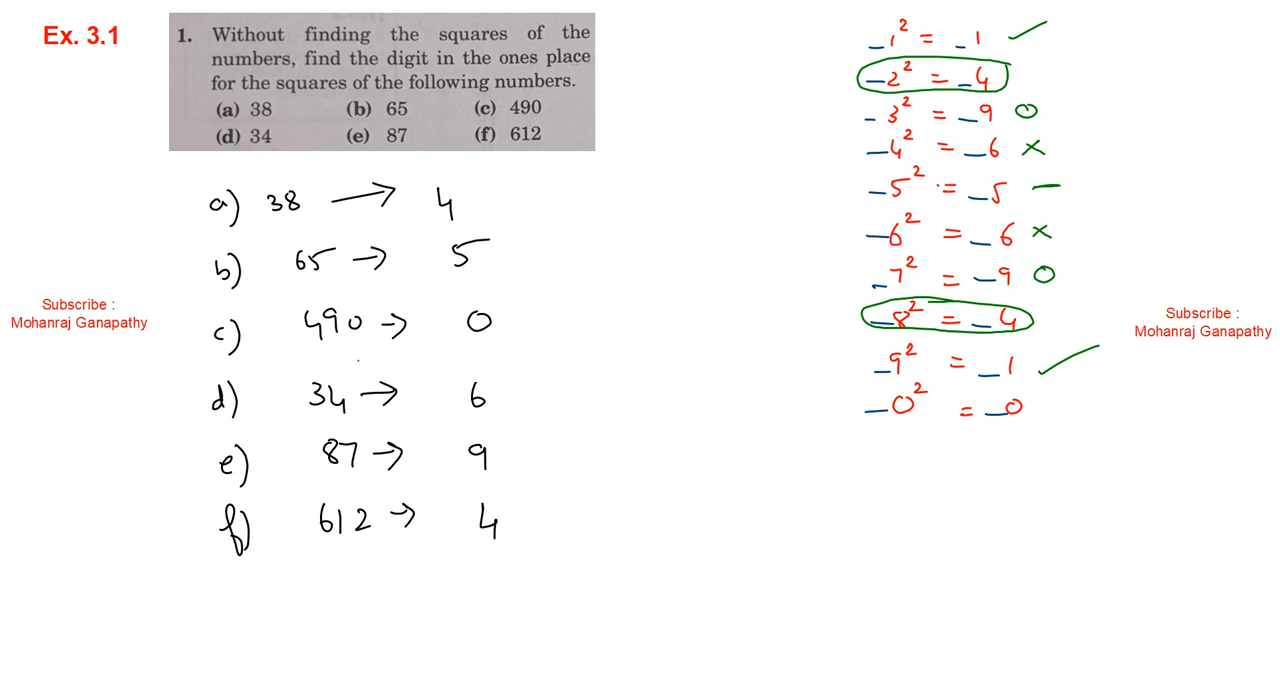 Ex. 3.1
1. Without finding the squares of the
numbers, find the digit in the ones place
for the squares of the following numbers.
(a) 38 (b) 65 (c) 490
(d) 34 (e) 87 (f) 612
a) 38 → 4
b) 65 → 5
c) 490 → 0
d) 34 → 6
e) 87 → 9
f) 612 → 4
Subscribe :
Mohanraj Ganapathy
_1² = _1 ✓
_2² = _4
_3² = _9 O
_4² = _6 ×
_5² = _5 –
_6² = _6 ×
_7² = _9 O
_8² = _4
_9² = _1 ✓
_0² = _0
Subscribe :
Mohanraj Ganapathy